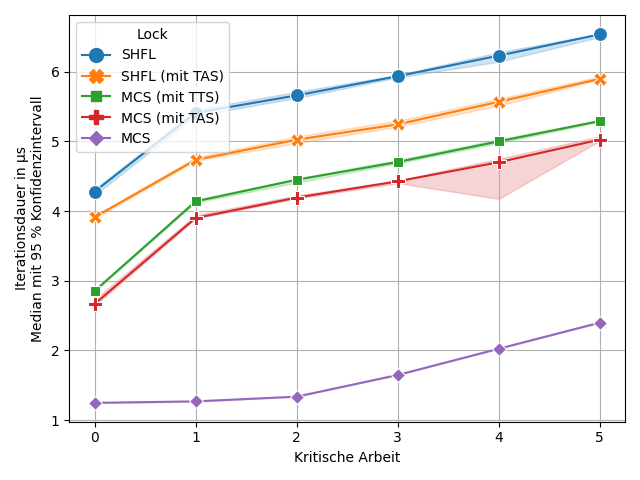 Lock
SHFL
SHFL (mit TAS)
MCS (mit TTS)
MCS (mit TAS)
MCS
Iterationsdauer in µs
Median mit 95 % Konfidenzintervall
6
5
4
3
2
1
0 1 2 3 4 5
Kritische Arbeit